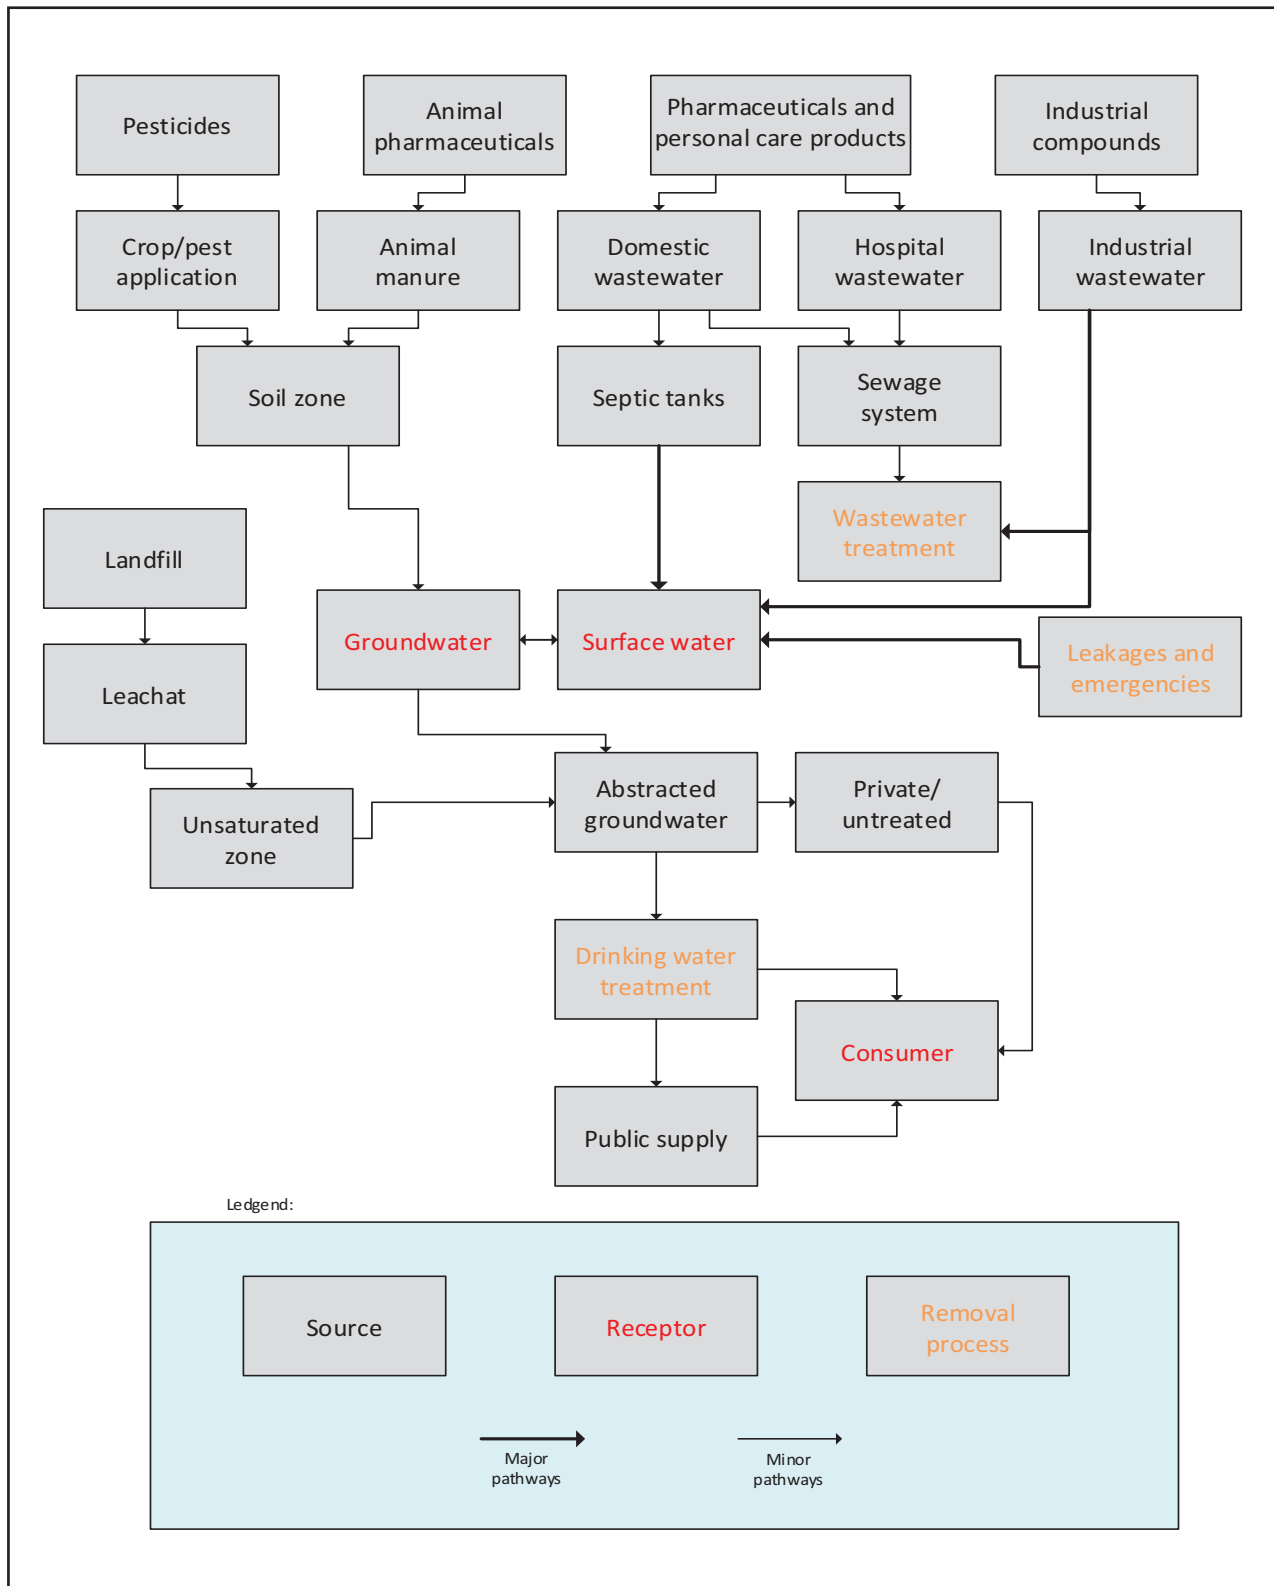 Pesticides
Animal
pharmaceuticals
Pharmaceuticals and
personal care products
Industrial
compounds
Crop/pest
application
Animal
manure
Domestic
wastewater
Hospital
wastewater
Industrial
wastewater
Soil zone
Septic tanks
Sewage
system
Wastewater
treatment
Landfill
Groundwater
Surface water
Leakages and
emergencies
Leachat
Unsaturated
zone
Abstracted
groundwater
Private/
untreated
Drinking water
treatment
Consumer
Public supply
Ledgend:
Source
Receptor
Removal
process
Major
pathways
Minor
pathways